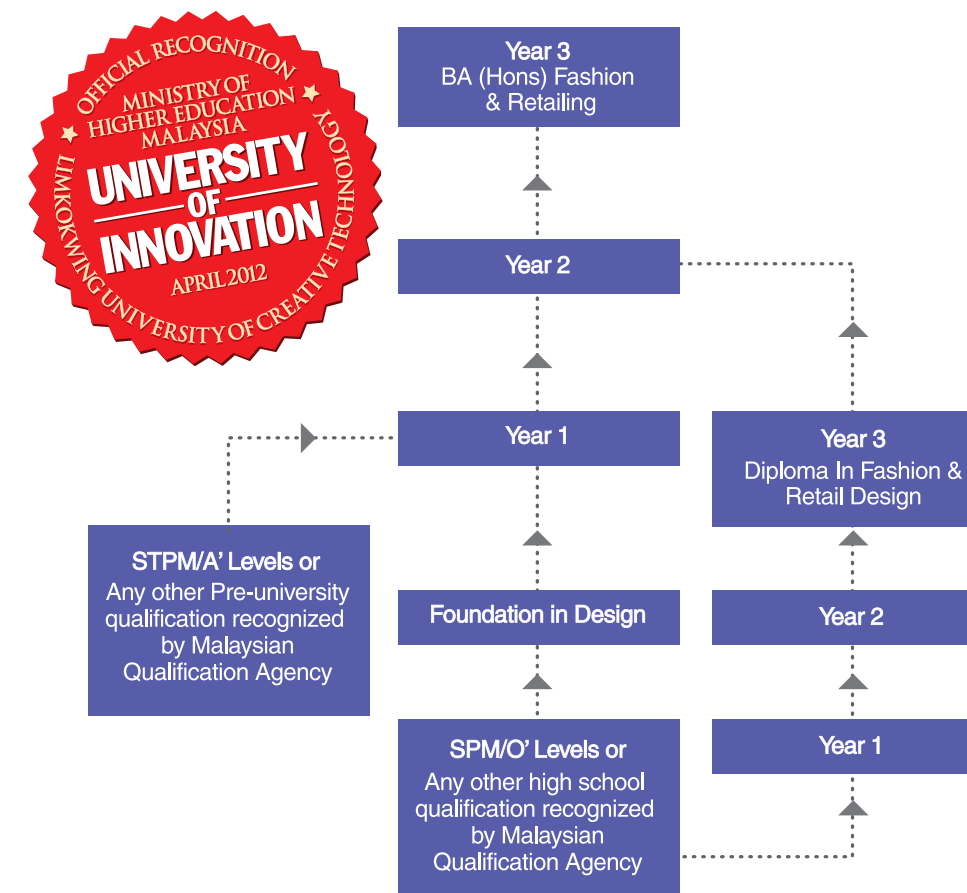 OFFICIAL RECOGNITION
MINISTRY OF
HIGHER EDUCATION
MALAYSIA
UNIVERSITY
OF
INNOVATION
APRIL 2012
LIMKOKWING UNIVERSITY OF CREATIVE TECHNOLOGY
Year 3
BA (Hons) Fashion
& Retailing
Year 2
Year 1
Year 3
Diploma In Fashion &
Retail Design
STPM/A' Levels or
Any other Pre-university
qualification recognized
by Malaysian
Qualification Agency
Foundation in Design
Year 2
SPM/O' Levels or
Any other high school
qualification recognized
by Malaysian
Qualification Agency
Year 1